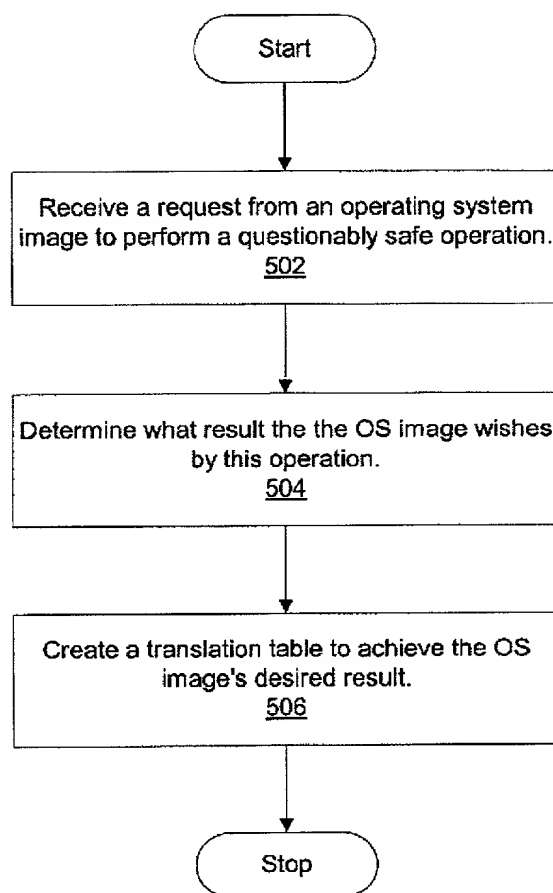 Start
Receive a request from an operating system
image to perform a questionably safe operation.
502
Determine what result the the OS image wishes
by this operation.
504
Create a translation table to achieve the OS
image's desired result.
506
Stop